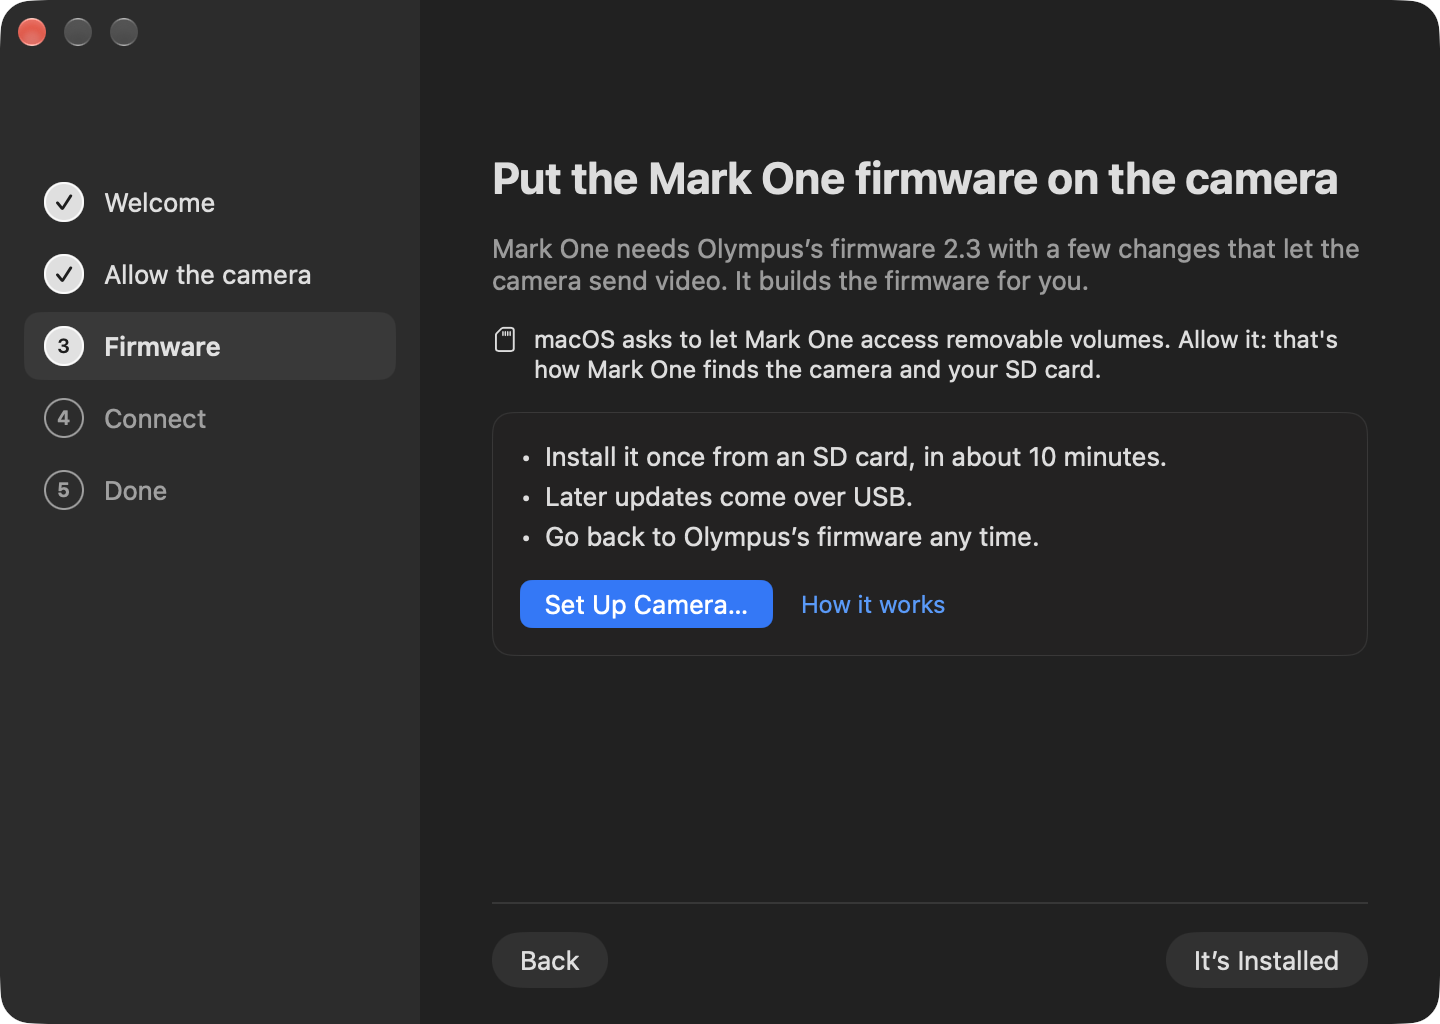 Welcome
Allow the camera
3 Firmware
4 Connect
5 Done
Put the Mark One firmware on the camera
Mark One needs Olympus’s firmware 2.3 with a few changes that let the
camera send video. It builds the firmware for you.
macOS asks to let Mark One access removable volumes. Allow it: that's
how Mark One finds the camera and your SD card.
• Install it once from an SD card, in about 10 minutes.
• Later updates come over USB.
• Go back to Olympus’s firmware any time.
Set Up Camera... How it works
Back It’s Installed